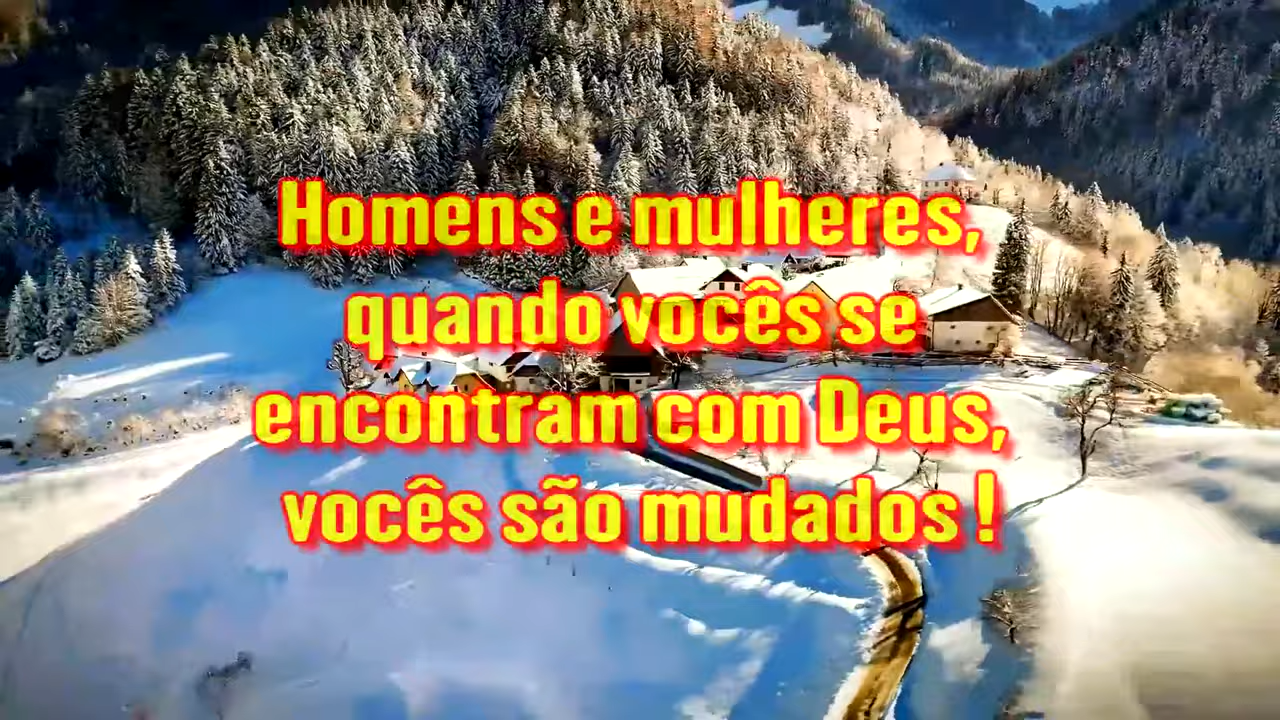 Homens e mulheres,
quando vocês se
encontram com Deus,
vocês são mudados !